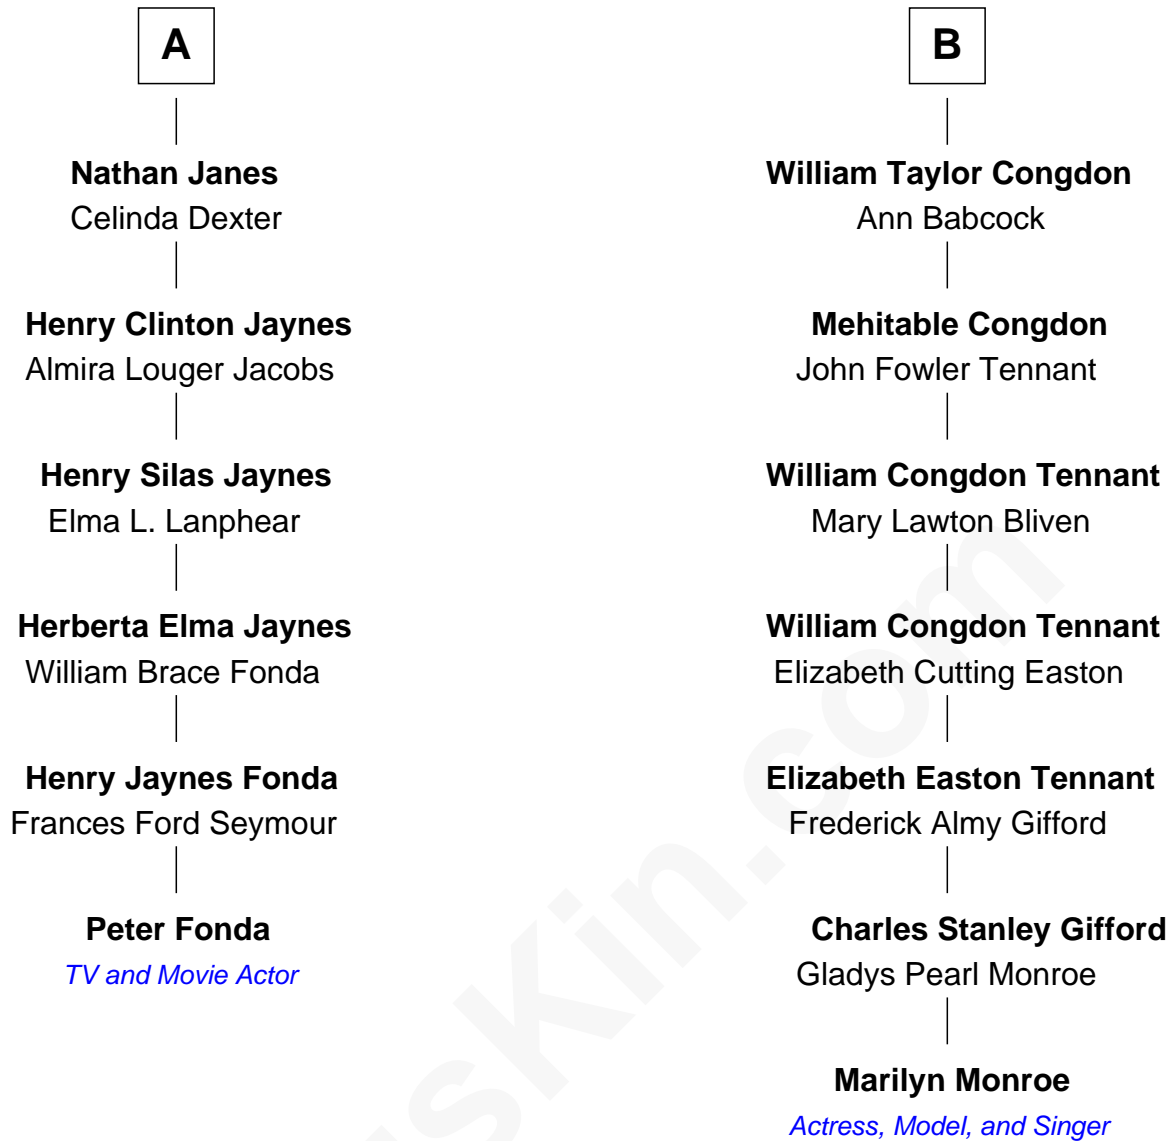 A
Nathan Janes
Celinda Dexter
Henry Clinton Jaynes
Almira Louger Jacobs
Henry Silas Jaynes
Elma L. Lanphear
Herberta Elma Jaynes
William Brace Fonda
Henry Jaynes Fonda
Frances Ford Seymour
Peter Fonda
TV and Movie Actor
B
William Taylor Congdon
Ann Babcock
Mehitable Congdon
John Fowler Tennant
William Congdon Tennant
Mary Lawton Bliven
William Congdon Tennant
Elizabeth Cutting Easton
Elizabeth Easton Tennant
Frederick Almy Gifford
Charles Stanley Gifford
Gladys Pearl Monroe
Marilyn Monroe
Actress, Model, and Singer